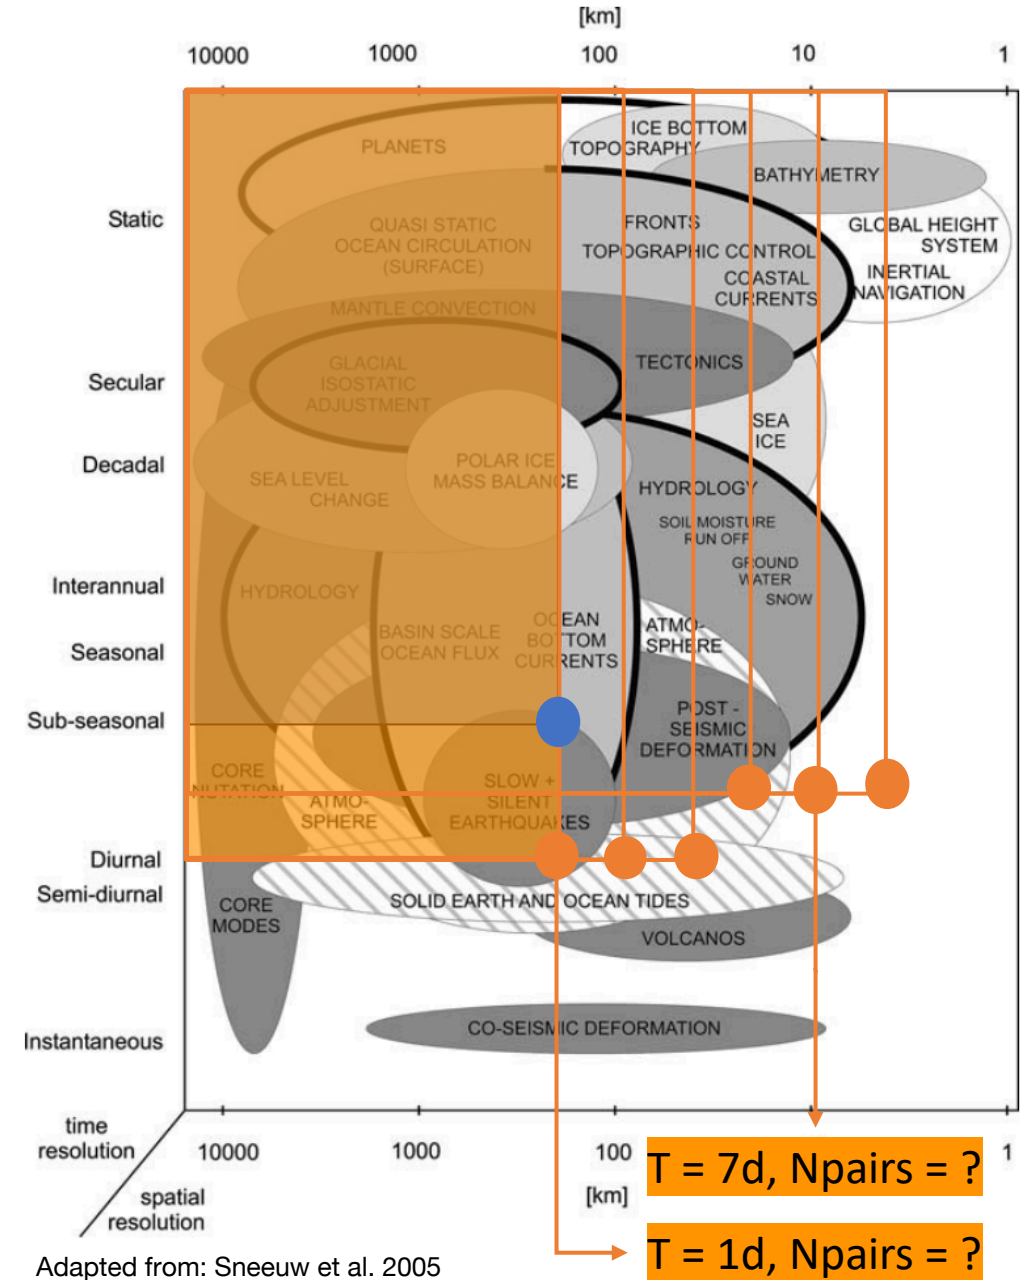 [km]
10000 1000 100 10 1
PLANETS
ICE BOTTOM
TOPOGRAPHY
BATHYMETRY
Static
QUASI STATIC
OCEAN CIRCULATION
(SURFACE)
FRONTS
TOPOGRAPHIC CONTROL
COASTAL
CURRENTS
GLOBAL HEIGHT
SYSTEM
INERTIAL
NAVIGATION
MANTLE CONVECTION
Secular
GLACIAL
ISOSTATIC
ADJUSTMENT
TECTONICS
SEA
ICE
Decadal
SEA LEVEL
CHANGE
POLAR ICE
MASS BALANCE
HYDROLOGY
SOIL MOISTURE
RUN OFF
GROUND
WATER
SNOW
Interannual
HYDROLOGY
Seasonal
BASIN SCALE
OCEAN FLUX
OCEAN
BOTTOM
CURRENTS
ATMO-
SPHERE
Sub-seasonal
POST -
SEISMIC
DEFORMATION
CORE
NUTATION
ATMO-
SPHERE
SLOW +
SILENT
EARTHQUAKES
Diurnal
Semi-diurnal
CORE
MODES
SOLID EARTH AND OCEAN TIDES
VOLCANOS
Instantaneous
CO-SEISMIC DEFORMATION
time
resolution
spatial
resolution
10000 1000 100 1
[km]
T = 7d, Npairs = ?
T = 1d, Npairs = ?
Adapted from: Sneeuw et al. 2005